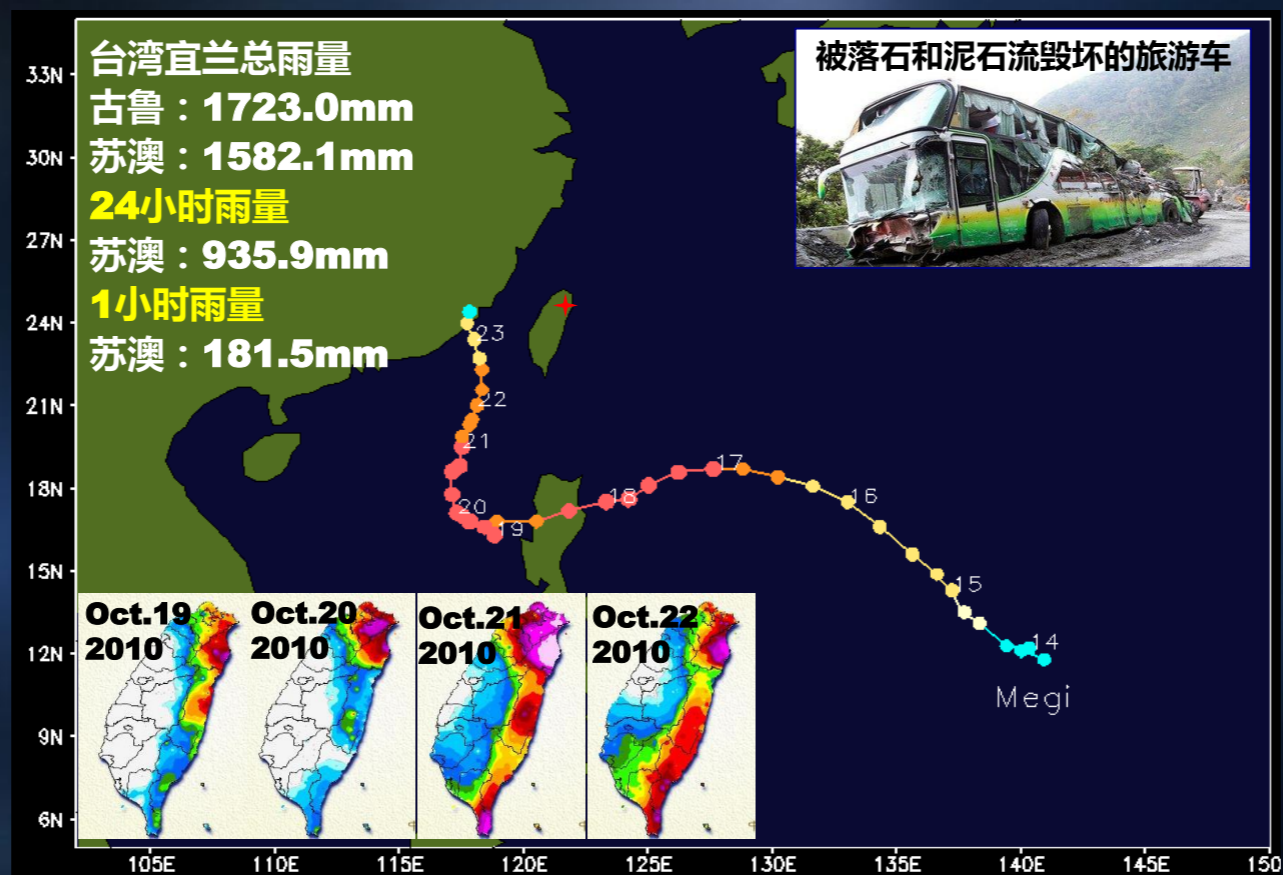 台湾宜兰总雨量
古鲁：1723.0mm
苏澳：1582.1mm
24小时雨量
苏澳：935.9mm
1小时雨量
苏澳：181.5mm
被落石和泥石流毁坏的旅游车
33N
30N
27N
24N
21N
18N
15N
12N
9N
6N
23
22
21
20
19
18
17
16
15
14
Megi
Oct.19
2010
Oct.20
2010
Oct.21
2010
Oct.22
2010
105E 110E 115E 120E 125E 130E 135E 140E 145E 150